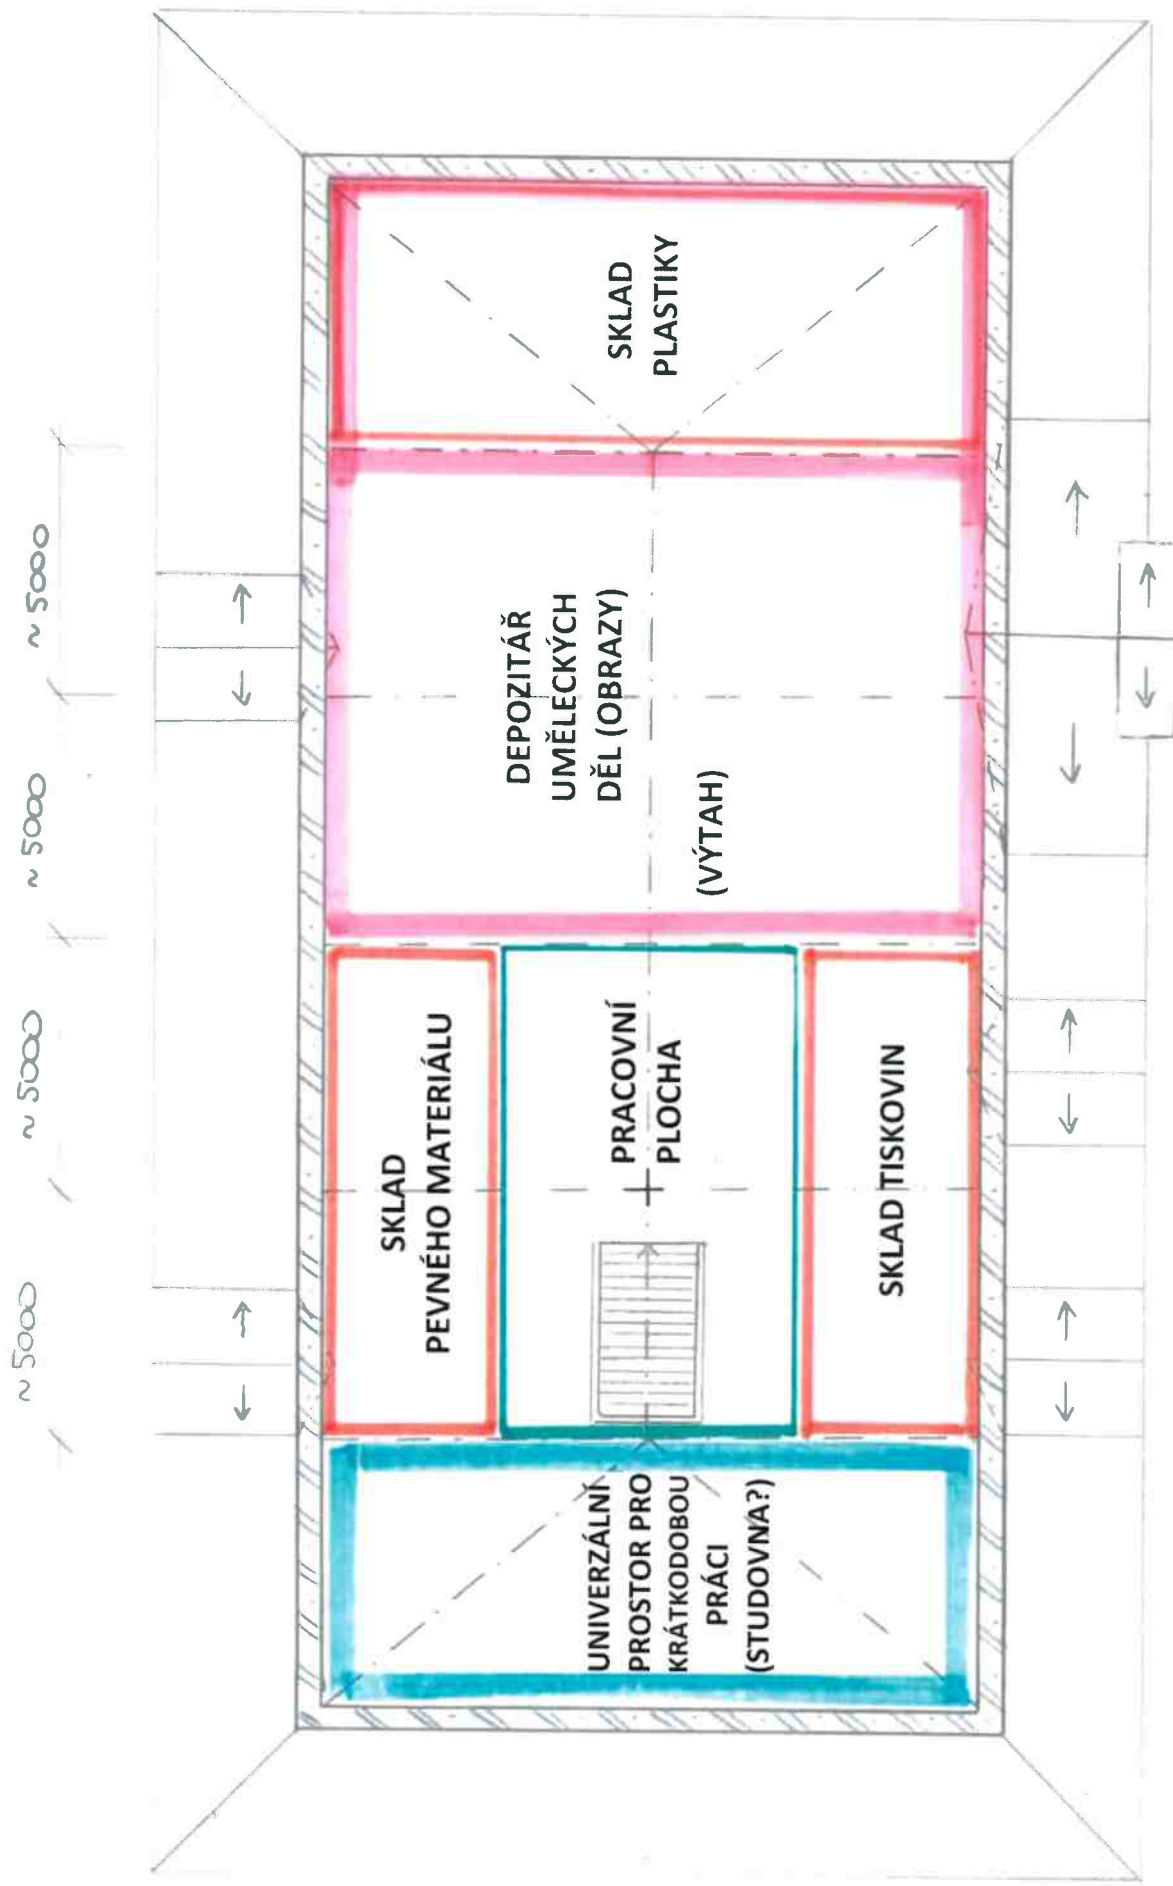 ~ 5000
~ 5000
~ 5000
~ 5000
UNIVERZÁLNÍ
PROSTOR PRO
KRÁTKODOBOU
PRÁCI
(STUDOVNA?)
SKLAD
PEVNÉHO MATERIÁLU
PRACOVNÍ
PLOCHA
SKLAD TISKOVIN
DEPOZITÁŘ
UMĚLECKÝCH
DĚL (OBRAZY)
(VÝTAH)
SKLAD
PLASTIKY